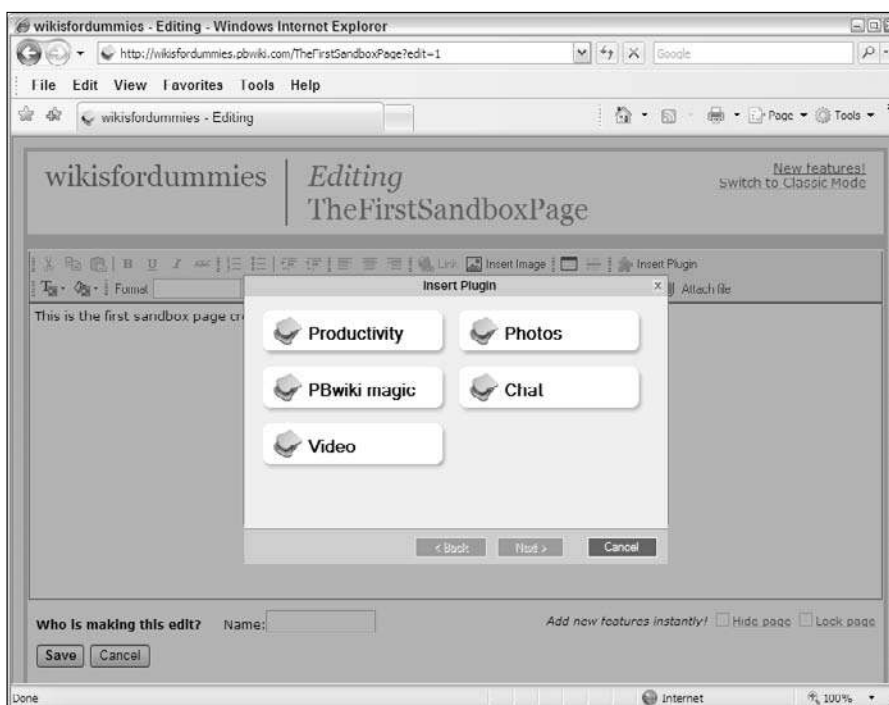 wikisfordummies - Editing - Windows Internet Explorer
http://wikisfordummies.pbwiki.com/TheFirstSandboxPage?edit=1
Google
File Edit View Favorites Tools Help
wikisfordummies - Editing
Page Tools
wikisfordummies
Editing
TheFirstSandboxPage
New features!
Switch to Classic Mode
B U I ABC Link Insert Image Insert Plugin
Format
Attach file
Insert Plugin x
This is the first sandbox page
Productivity
Photos
PBwiki magic
Chat
Video
< Back Next > Cancel
Who is making this edit? Name:
Add new features instantly! Hide page Lock page
Save Cancel
Done
Internet
100%